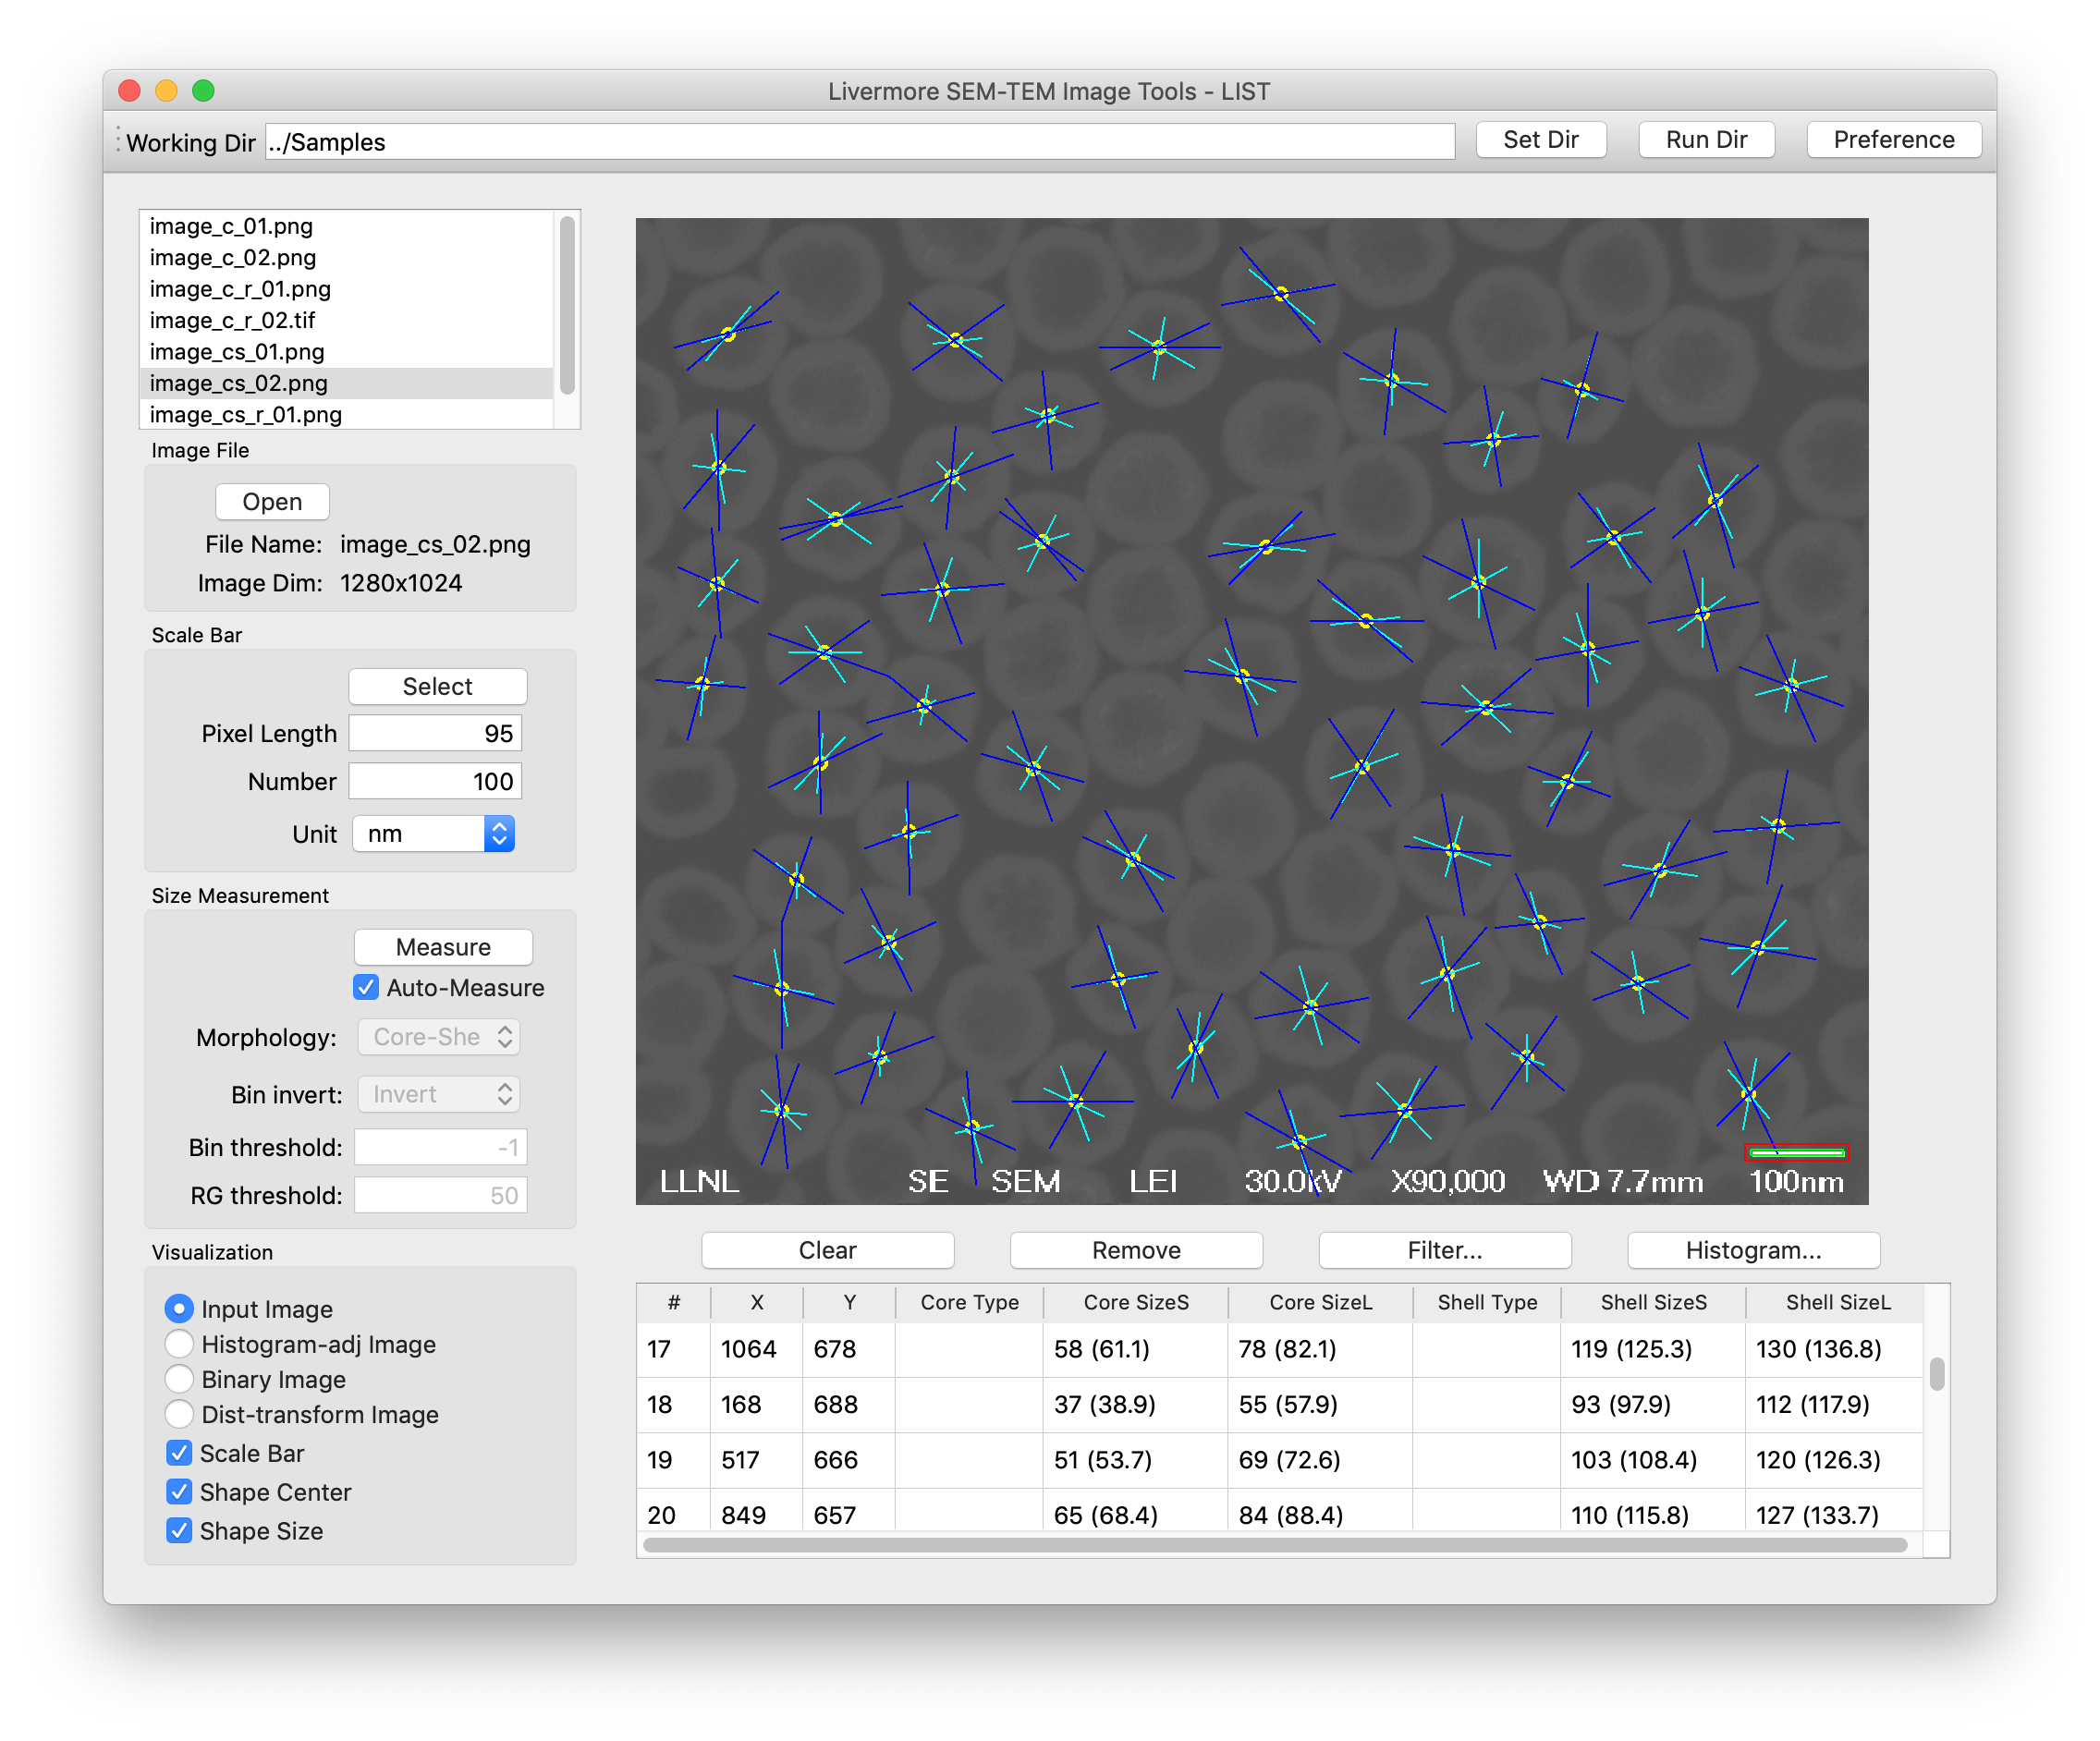 Livermore SEM-TEM Image Tools - LIST
Working Dir ../Samples Set Dir Run Dir Preference
image_c_01.png
image_c_02.png
image_c_r_01.png
image_c_r_02.tif
image_cs_01.png
image_cs_02.png
image_cs_r_01.png
Image File
Open
File Name: image_cs_02.png
Image Dim: 1280x1024
Scale Bar
Select
Pixel Length 95
Number 100
Unit nm
Size Measurement
Measure
Auto-Measure
Morphology: Core-She
Bin invert: Invert
Bin threshold: -1
RG threshold: 50
Visualization
Input Image
Histogram-adj Image
Binary Image
Dist-transform Image
Scale Bar
Shape Center
Shape Size
LLNL SE SEM LEI 30.0kV X90,000 WD 7.7mm 100nm
Clear Remove Filter... Histogram...
# X Y Core Type Core SizeS Core SizeL Shell Type Shell SizeS Shell SizeL
17 1064 678 58 (61.1) 78 (82.1) 119 (125.3) 130 (136.8)
18 168 688 37 (38.9) 55 (57.9) 93 (97.9) 112 (117.9)
19 517 666 51 (53.7) 69 (72.6) 103 (108.4) 120 (126.3)
20 849 657 65 (68.4) 84 (88.4) 110 (115.8) 127 (133.7)